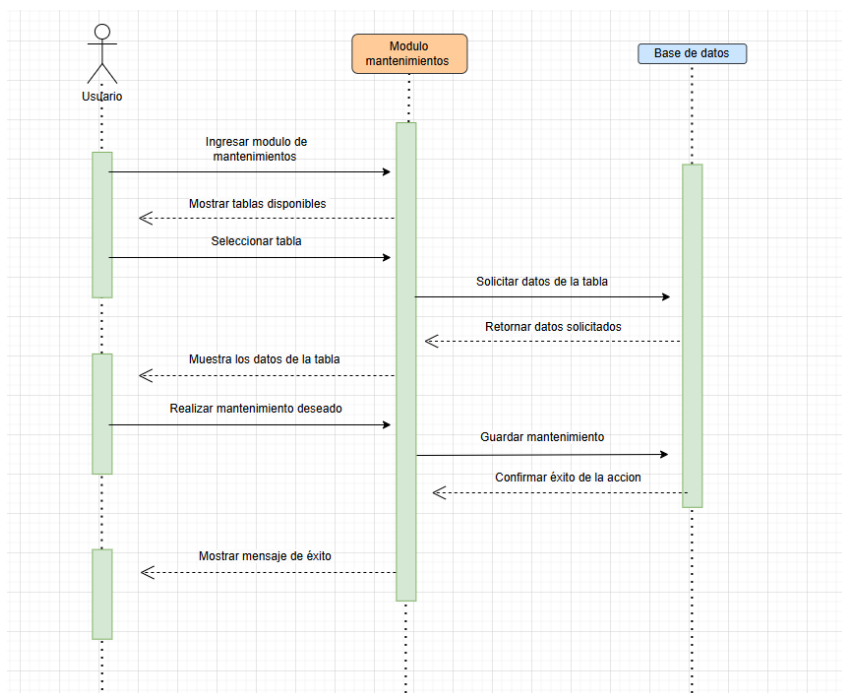 Usuario
Modulo
mantenimientos
Base de datos
Ingresar modulo de
mantenimientos
Mostrar tablas disponibles
Seleccionar tabla
Solicitar datos de la tabla
Retornar datos solicitados
Muestra los datos de la tabla
Realizar mantenimiento deseado
Guardar mantenimiento
Confirmar éxito de la accion
Mostrar mensaje de éxito